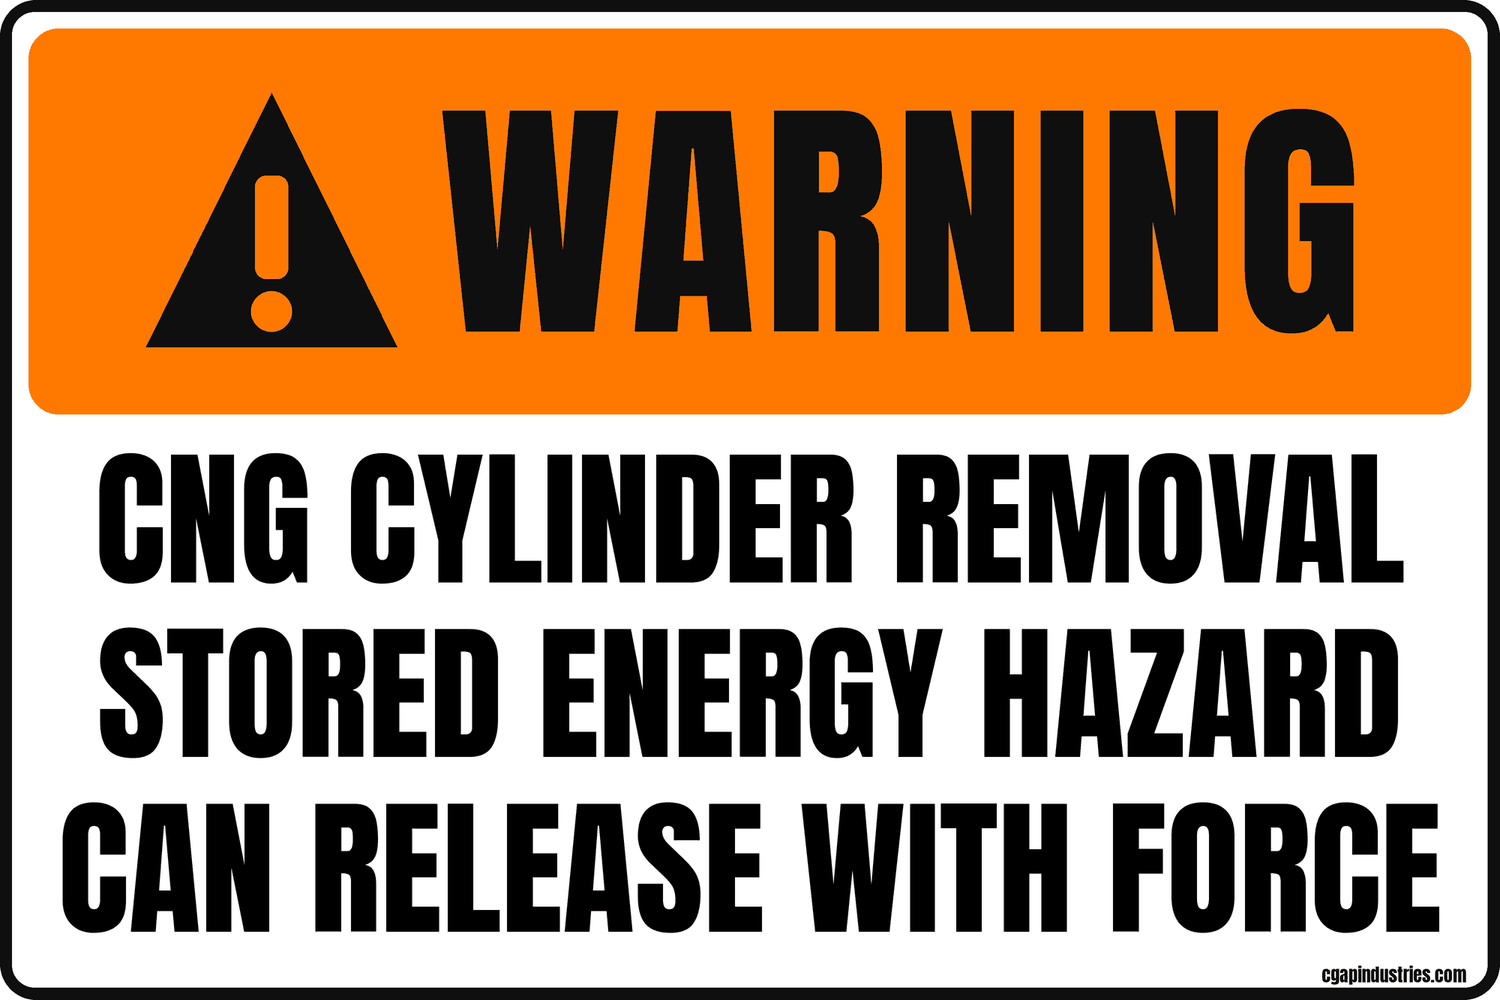 WARNING
CNG CYLINDER REMOVAL
STORED ENERGY HAZARD
CAN RELEASE WITH FORCE
cgapindustries.com